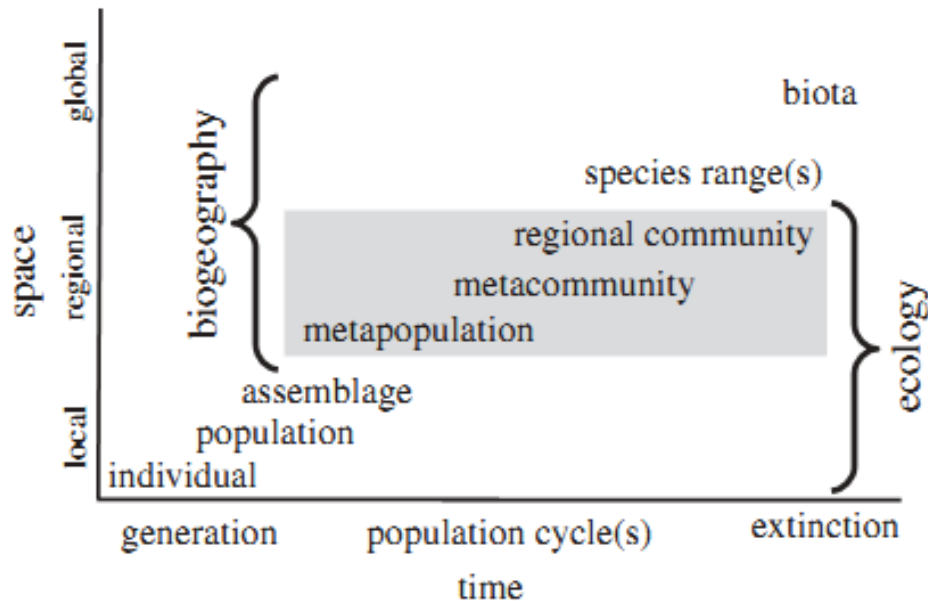 global
biota
biogeography
species range(s)
space
regional
regional community
metacommunity
metapopulation
ecology
assemblage
local
population
individual
generation
population cycle(s)
extinction
time